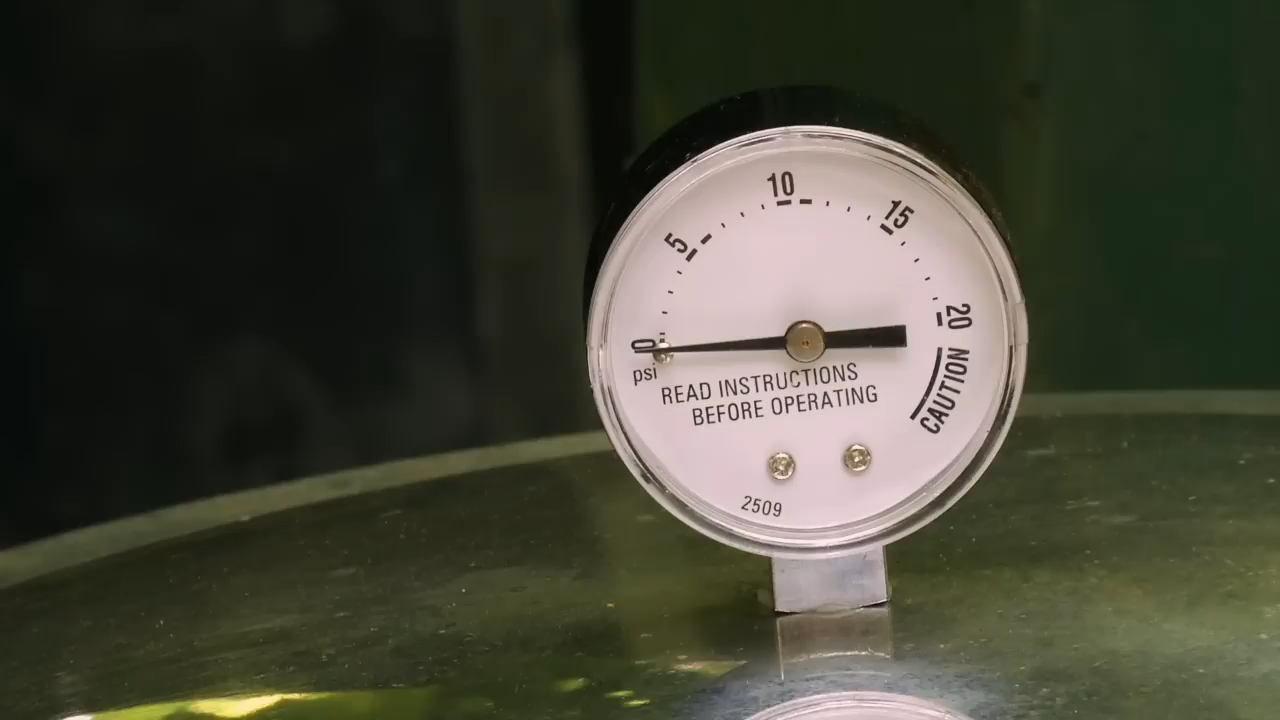 0
5
10
15
20
psi
CAUTION
READ INSTRUCTIONS
BEFORE OPERATING
2509